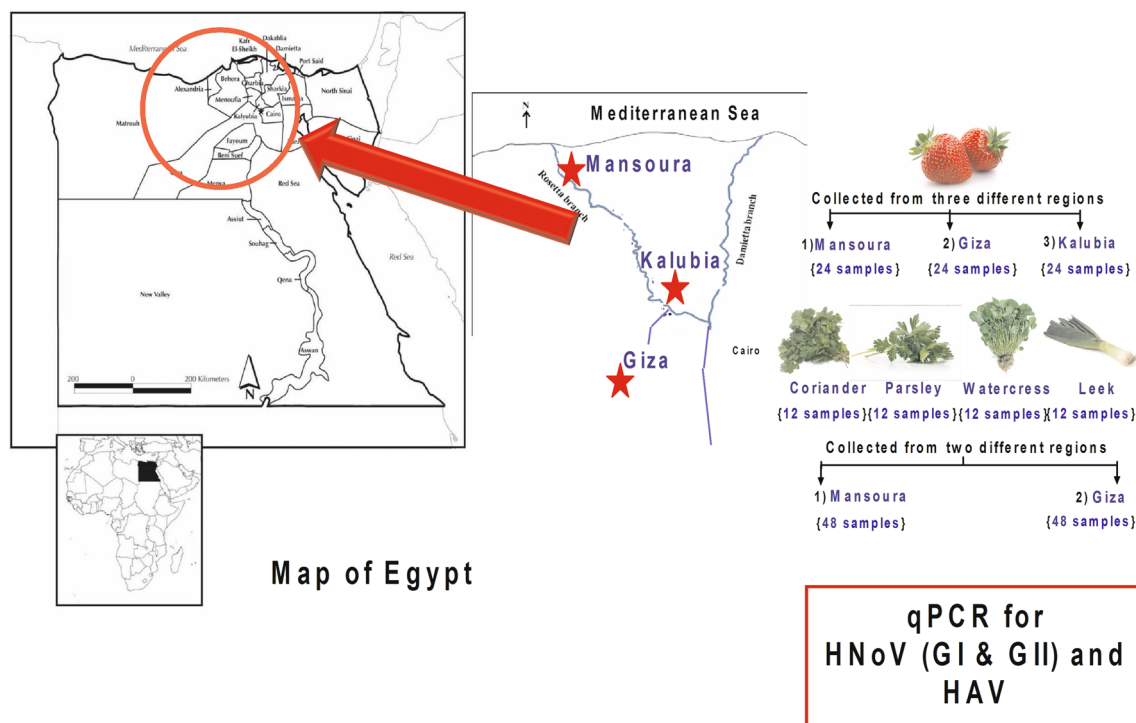 Mediterranean Sea
Kafr
El-Sheikh
Dakahlia
Damietta
Port Said
Alexandria
Behera
Gharbia
Sharkia
Menoufia
Ismailia
North Sinai
Kalyubia
Cairo
Matrouh
Fayoum
Beni Suef
Red Sea
Assiut
Souhag
Qena
Red Sea
New Valley
Aswan
200 0 200 Kilometers
N
Map of Egypt
N
Mediterranean Sea
Mansoura
Rosetta branch
Damietta branch
Kalubia
Giza
Cairo
Collected from three different regions
1) Mansoura 2) Giza 3) Kalubia
{24 samples} {24 samples} {24 samples}
Coriander Parsley Watercress Leek
{12 samples}{12 samples}{12 samples}{12 samples}
Collected from two different regions
1) Mansoura 2) Giza
{48 samples} {48 samples}
qPCR for
HNoV (GI & GII) and
HAV